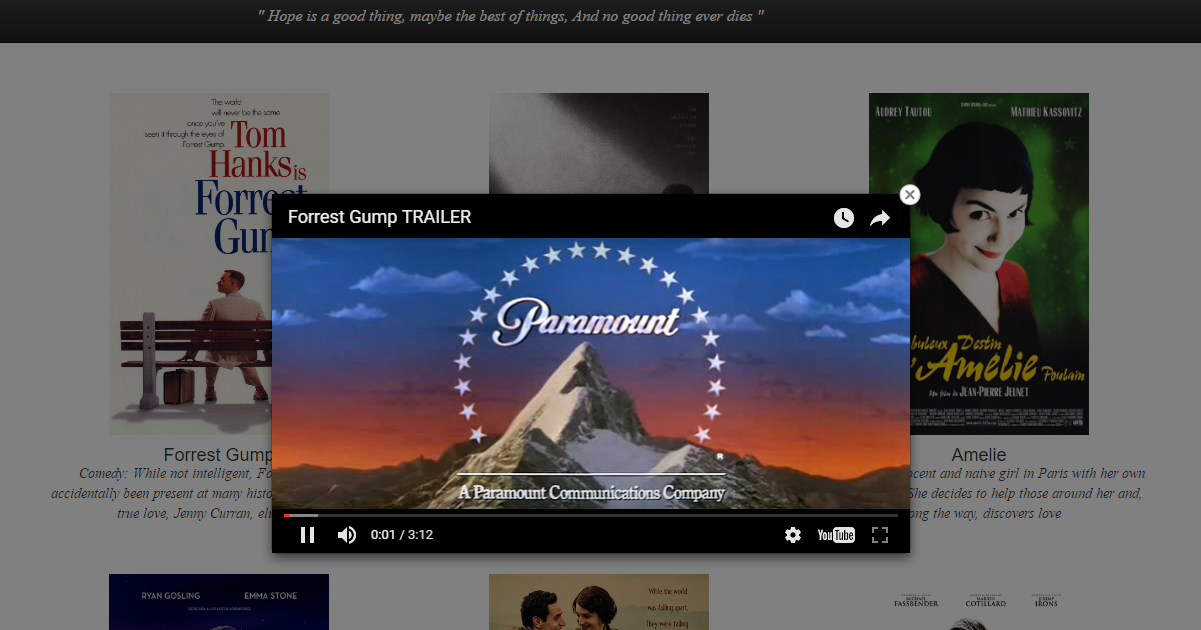 " Hope is a good thing, maybe the best of things, And no good thing ever dies "
The world
will never be the same
once you've
seen it through the eyes of
Forrest Gump.
Tom
Hanks is
Forrest
Gum
AUDREY TAUTOU
MATHIEU KASSOVITZ
Forrest Gump TRAILER
Paramount
®
A Paramount Communications Company
0:01 / 3:12
YouTube
buleux Destin
d'Amélie Poulain
Un film de JEAN-PIERRE JEUNET
Forrest Gump
Comedy: While not intelligent, Fo
accidentally been present at many histo
true love, Jenny Curran, el
Amelie
ocent and naive girl in Paris with her own
She decides to help those around her and,
ong the way, discovers love
RYAN GOSLING
EMMA STONE
While the world
was falling apart,
They were falling
MICHAEL
FASSBENDER
MARION
COTILLARD
JEREMY
IRONS